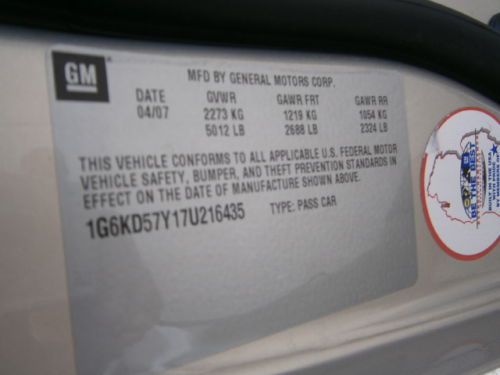 GM
MFD BY GENERAL MOTORS CORP.
DATE GVWR GAWR FRT GAWR RR
04/07 2273 KG 1219 KG 1054 KG
5012 LB 2688 LB 2324 LB
THIS VEHICLE CONFORMS TO ALL APPLICABLE U.S. FEDERAL MOTOR
VEHICLE SAFETY, BUMPER, AND THEFT PREVENTION STANDARDS IN
EFFECT ON THE DATE OF MANUFACTURE SHOWN ABOVE.
1G6KD57Y17U216435 TYPE: PASS CAR